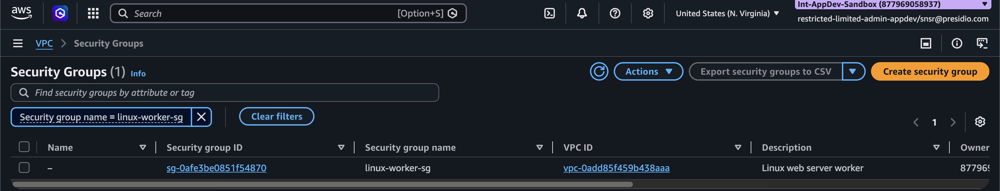 aws
Search [Option+S]
United States (N. Virginia)
Int-AppDev-Sandbox (877969058937)
restricted-limited-admin-appdev/snsr@presidio.com
VPC > Security Groups
Security Groups (1) Info
Actions
Export security groups to CSV
Create security group
Find security groups by attribute or tag
Security group name = linux-worker-sg
Clear filters
1
Name Security group ID Security group name VPC ID Description Owner
– sg-0afe3be0851f54870 linux-worker-sg vpc-0add85f459b438aaa Linux web server worker